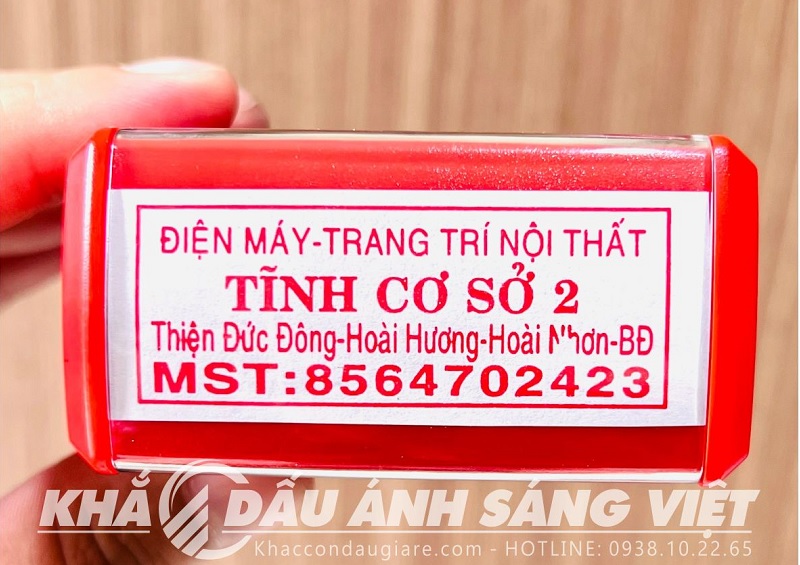 ĐIỆN MÁY-TRANG TRÍ NỘI THẤT
TĨNH CƠ SỞ 2
Thiện Đức Đông-Hoài Hương-Hoài Nhơn-BĐ
MST:8564702423
KHẮC DẤU ÁNH SÁNG VIỆT
Khaccondaugiare.com - HOTLINE: 0938.10.22.65